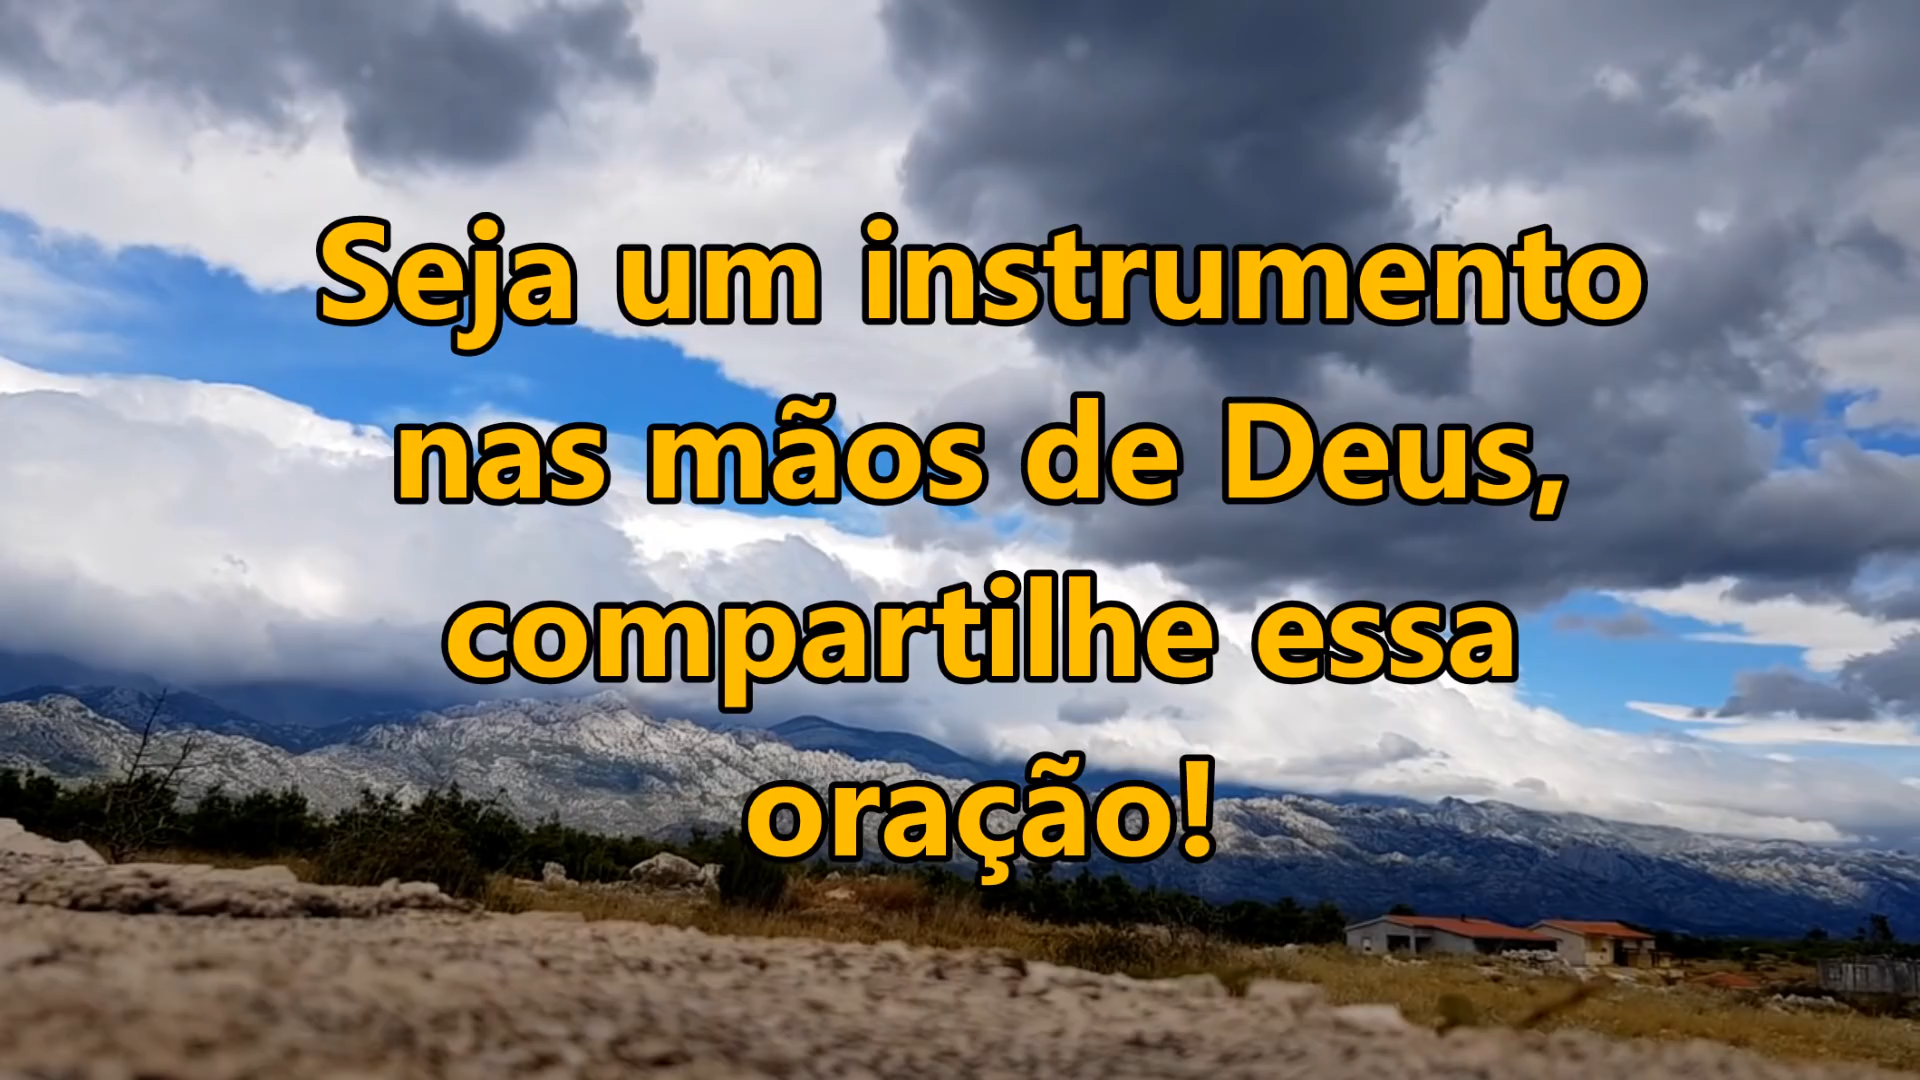 Seja um instrumento
nas mãos de Deus,
compartilhe essa
oração!